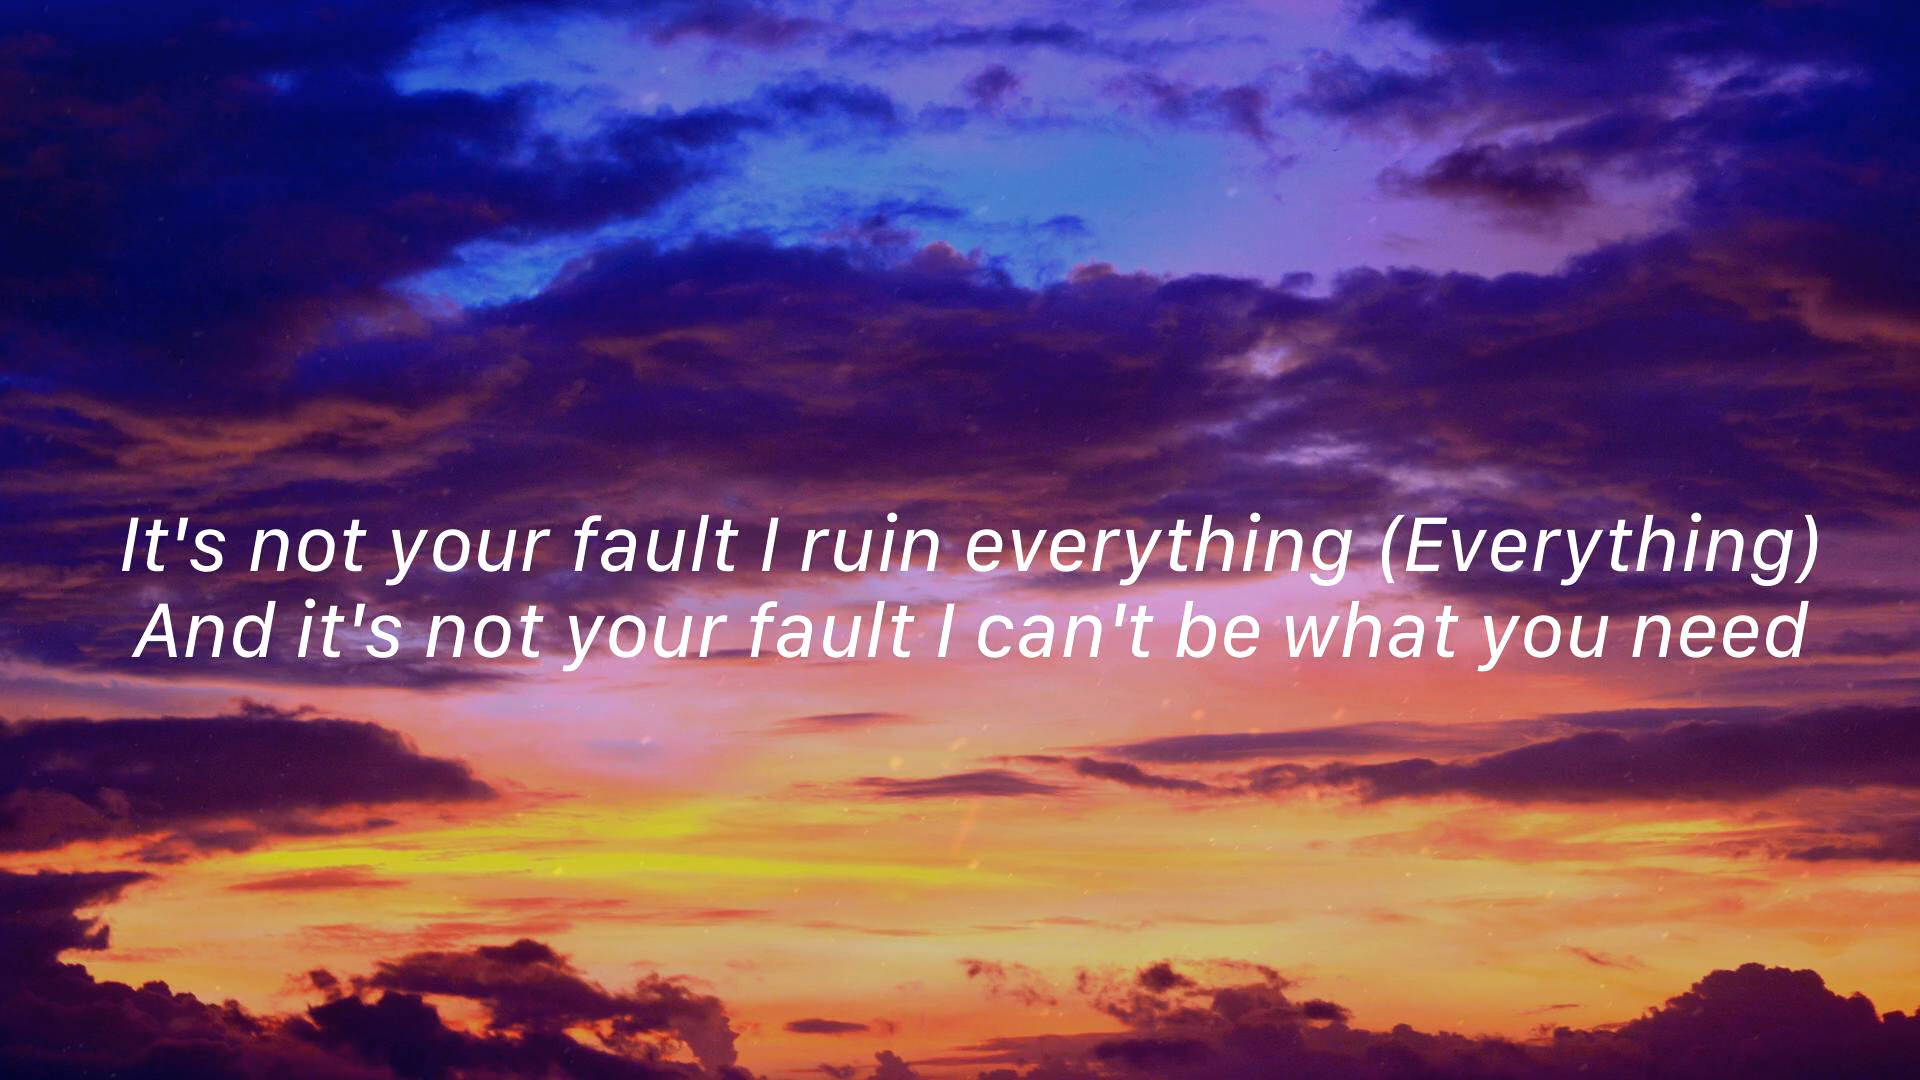 It's not your fault I ruin everything (Everything)
And it's not your fault I can't be what you need